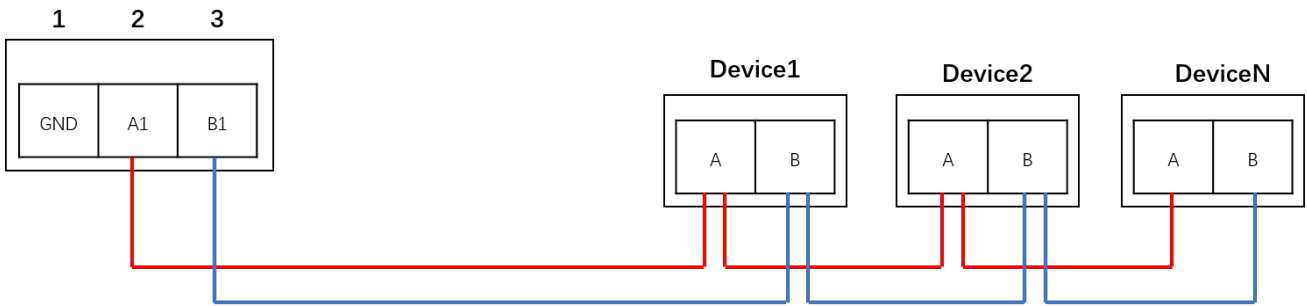 1 2 3
Device1 Device2 DeviceN
GND A1 B1
A B A B A B